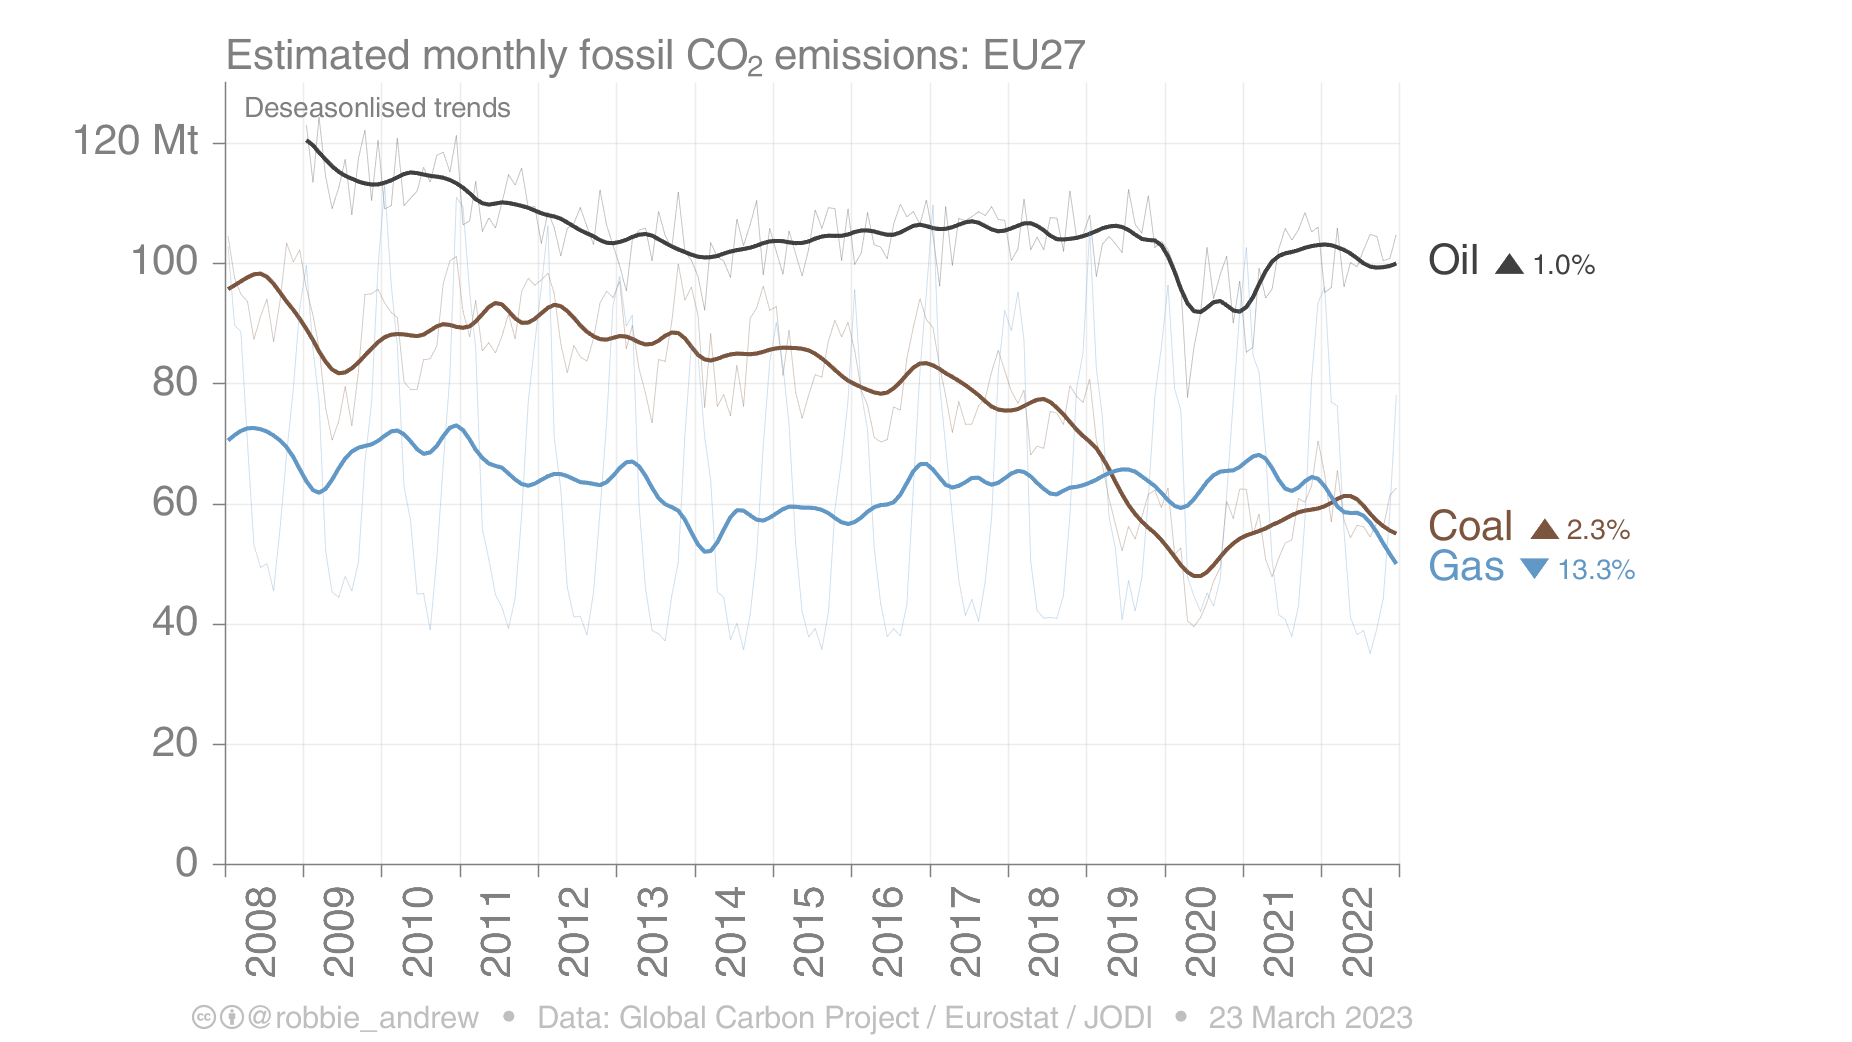 Estimated monthly fossil CO₂ emissions: EU27
Deseasonlised trends
120 Mt
100
80
60
40
20
0
Oil ▲ 1.0%
Coal ▲ 2.3%
Gas ▼ 13.3%
2008 2009 2010 2011 2012 2013 2014 2015 2016 2017 2018 2019 2020 2021 2022
@robbie_andrew • Data: Global Carbon Project / Eurostat / JODI • 23 March 2023